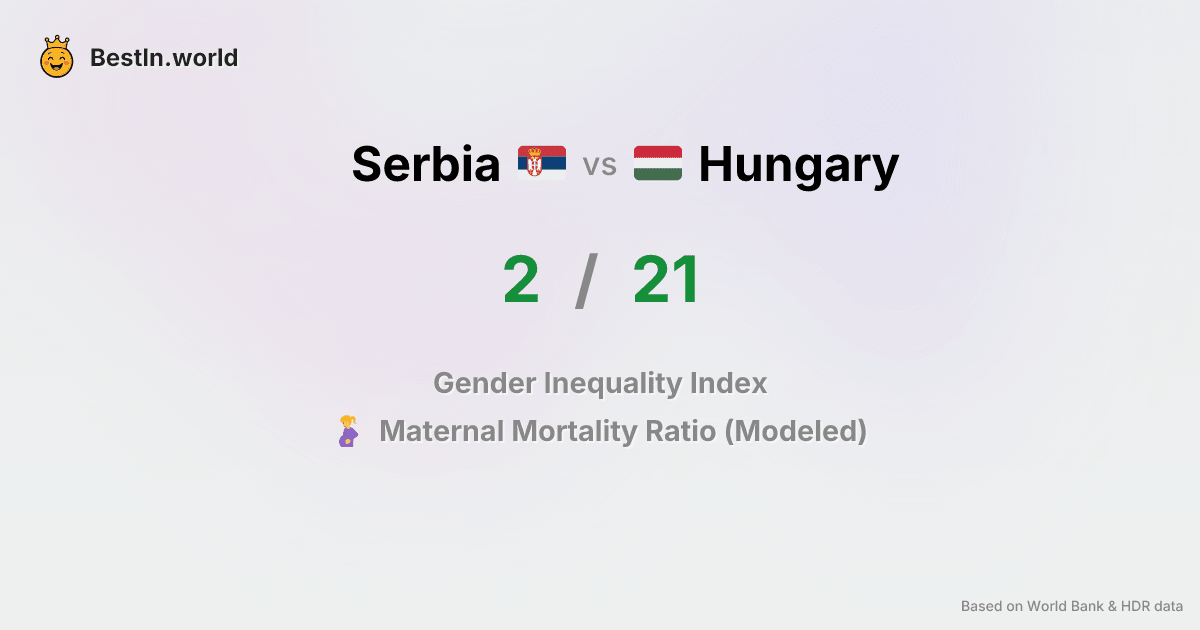 BestIn.world
Serbia vs Hungary
2 / 21
Gender Inequality Index
Maternal Mortality Ratio (Modeled)
Based on World Bank & HDR data